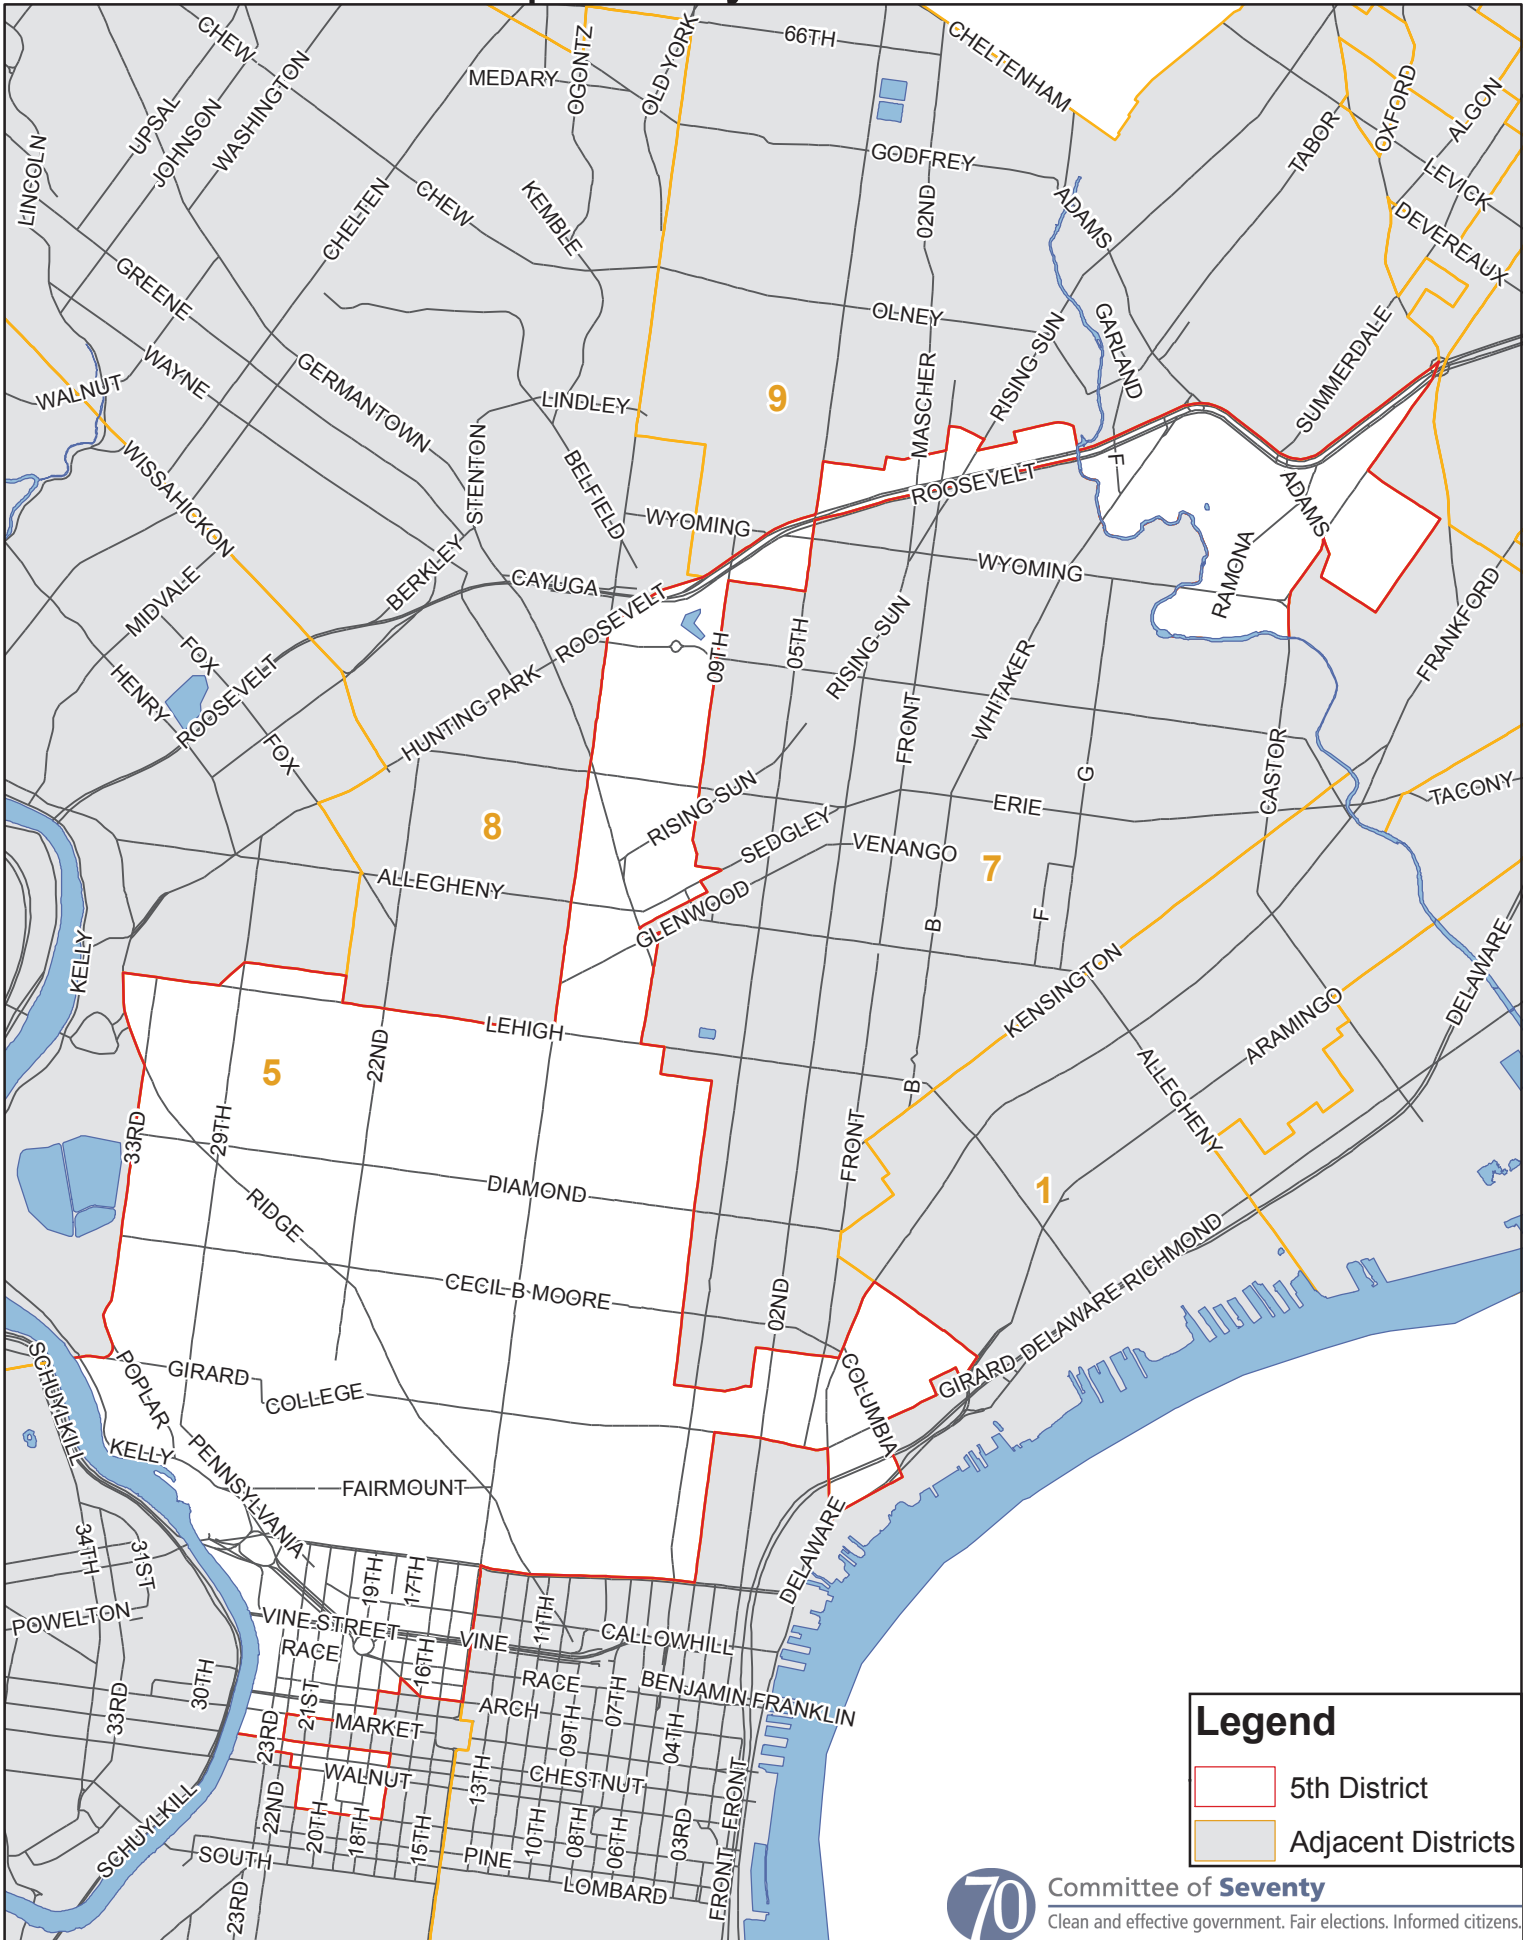 66TH
CHEW
OGONTZ
OLD YORK
CHELTENHAM
MEDARY
UPSAL
JOHNSON
WASHINGTON
OXFORD
ALGON
TABOR
LINCOLN
GODFREY
LEVICK
CHELTEN
CHEW
KEMBLE
02ND
ADAMS
DEVEREAUX
GREENE
OLNEY
RISING SUN
GARLAND
SUMMERDALE
WAYNE
GERMANTOWN
MASCHER
WALNUT
LINDLEY
9
WISSAHICKON
STENTON
BELFIELD
F
ROOSEVELT
ADAMS
WYOMING
WYOMING
BERKLEY
CAYUGA
RAMONA
MIDVALE
FOX
ROOSEVELT
09TH
05TH
RISING SUN
WHITAKER
FRANKFORD
HENRY
ROOSEVELT
HUNTING PARK
FRONT
FOX
G
CASTOR
TACONY
RISING SUN
ERIE
8
SEDGLEY
VENANGO
7
ALLEGHENY
GLENWOOD
B
F
KELLY
KENSINGTON
DELAWARE
LEHIGH
ARAMINGO
22ND
5
B
ALLEGHENY
33RD
29TH
FRONT
DIAMOND
1
RIDGE
DELAWARE
RICHMOND
CECIL B MOORE
02ND
SCHUYLKILL
POPLAR
GIRARD
COLLEGE
COLUMBIA
GIRARD
KELLY
PENNSYLVANIA
FAIRMOUNT
34TH
31ST
19TH
17TH
DELAWARE
POWELTON
VINE STREET
11TH
RACE
16TH
VINE
CALLOWHILL
30TH
33RD
21ST
RACE
07TH
BENJAMIN FRANKLIN
ARCH
23RD
MARKET
09TH
04TH
WALNUT
13TH
CHESTNUT
FRONT
22ND
20TH
18TH
15TH
10TH
08TH
06TH
03RD
SCHUYLKILL
SOUTH
PINE
LOMBARD
FRONT
23RD
Legend
5th District
Adjacent Districts
70
Committee of Seventy
Clean and effective government. Fair elections. Informed citizens.